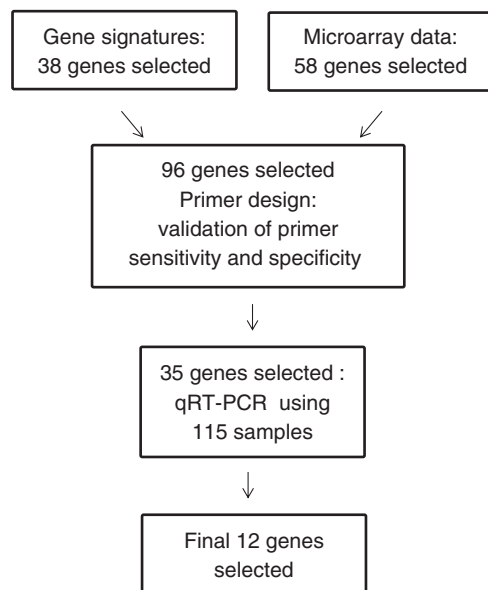 Gene signatures:
38 genes selected
Microarray data:
58 genes selected
96 genes selected
Primer design:
validation of primer
sensitivity and specificity
35 genes selected :
qRT-PCR using
115 samples
Final 12 genes
selected